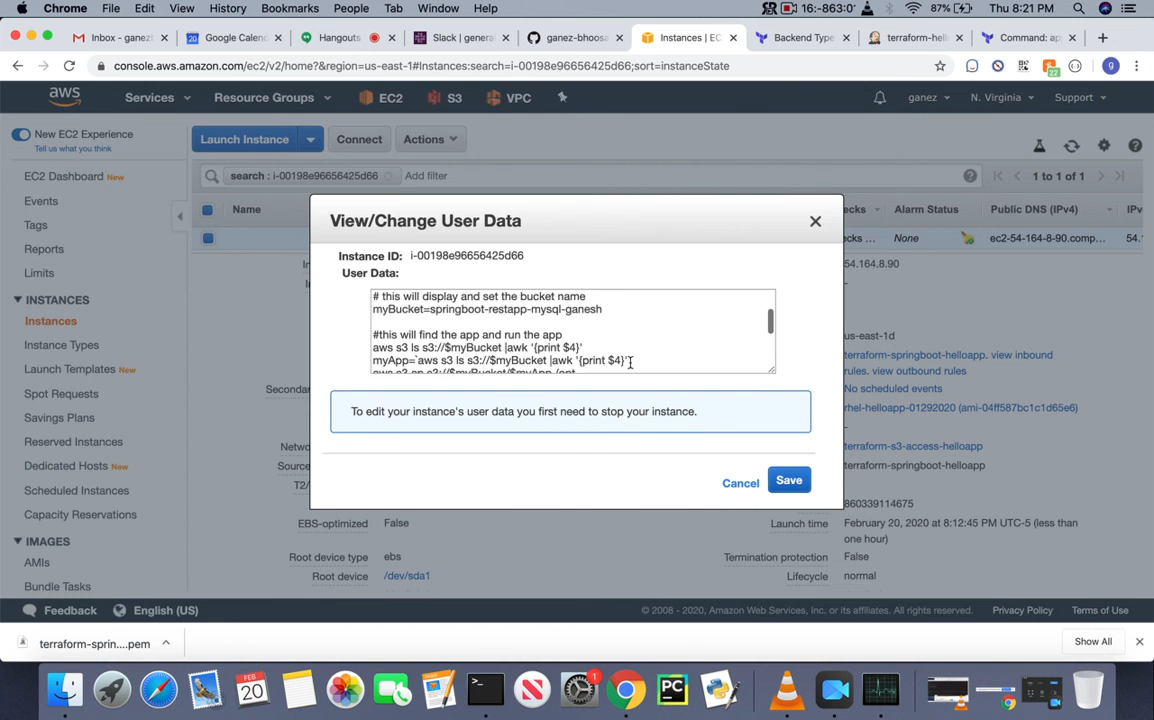 Chrome File Edit View History Bookmarks People Tab Window Help 87% Thu 8:21 PM
Inbox - ganez Google Calend Hangouts Slack | genera ganez-bhoosa Instances | EC Backend Type terraform-hell Command: ap
console.aws.amazon.com/ec2/v2/home?&region=us-east-1#Instances:search=i-00198e96656425d66;sort=instanceState
22
g
aws Services Resource Groups EC2 S3 VPC ganez N. Virginia Support
New EC2 Experience
Tell us what you think
Launch Instance Connect Actions
EC2 Dashboard New
search : i-00198e96656425d66 Add filter 1 to 1 of 1
Events
Name Alarm Status Public DNS (IPv4)
Tags
None ec2-54-164-8-90.comp... 54.
Reports
Limits
View/Change User Data
Instance ID: i-00198e96656425d66
User Data:
# this will display and set the bucket name
myBucket=springboot-restapp-mysql-ganesh
#this will find the app and run the app
aws s3 ls s3://$myBucket |awk '{print $4}'
myApp=`aws s3 ls s3://$myBucket |awk '{print $4}'`
To edit your instance's user data you first need to stop your instance.
Cancel Save
INSTANCES
Instances
Instance Types
Launch Templates New
Spot Requests
Savings Plans
Reserved Instances
Dedicated Hosts New
Scheduled Instances
Capacity Reservations
IMAGES
AMIs
Bundle Tasks
54.164.8.90
us-east-1d
terraform-springboot-helloapp. view inbound
rules. view outbound rules
No scheduled events
rhel-helloapp-01292020 (ami-04ff587bc1c1d65e)
terraform-s3-access-helloapp
terraform-springboot-helloapp
860339114675
EBS-optimized False
Launch time February 20, 2020 at 8:12:45 PM UTC-5 (less than
one hour)
Root device type ebs
Termination protection False
Root device /dev/sda1
Lifecycle normal
Feedback English (US) © 2008 - 2020, Amazon Web Services, Inc. or its affiliates. All rights reserved. Privacy Policy Terms of Use
terraform-sprin....pem Show All
FEB
20
1
PC